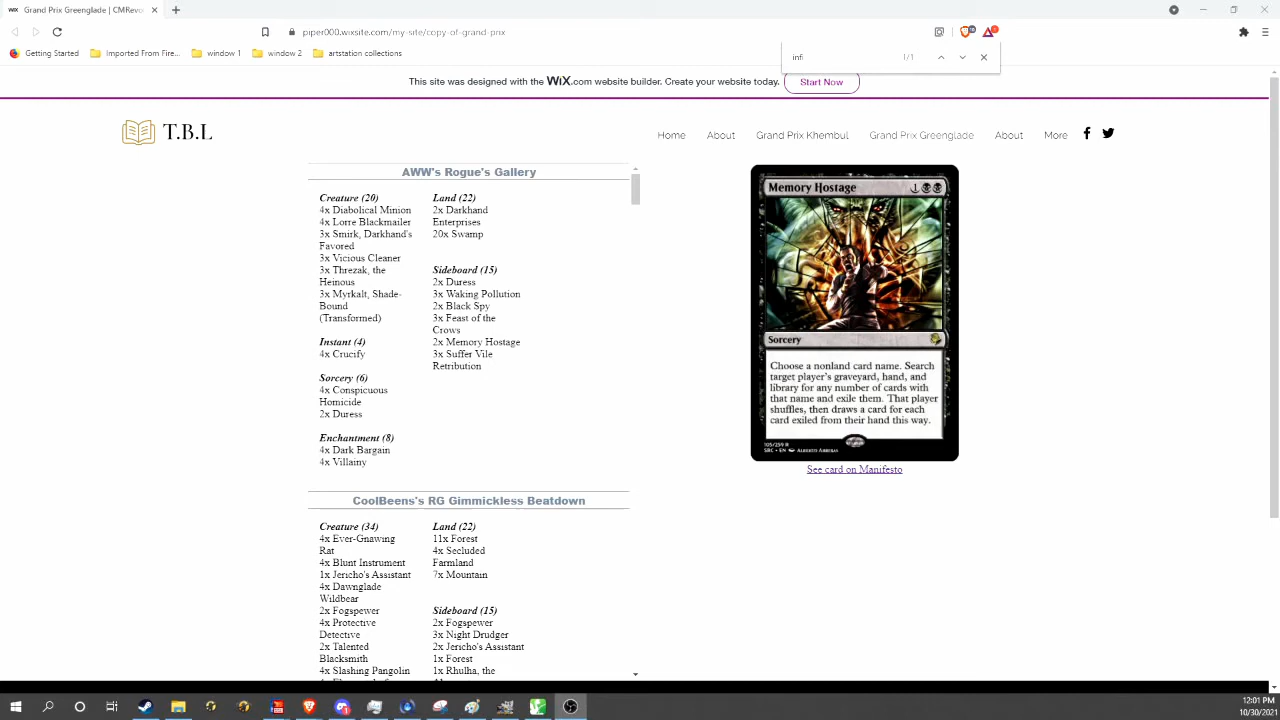 Grand Prix Greenglade | CMRevo
piper000.wixsite.com/my-site/copy-of-grand-prix
Getting Started
Imported From Fire...
window 1
window 2
artstation collections
infi
1/1
This site was designed with the WiX.com website builder. Create your website today.
Start Now
T.B.L
Home
About
Grand Prix Khembul
Grand Prix Greenglade
About
More
AWW's Rogue's Gallery
Creature (20)
4x Diabolical Minion
4x Lorre Blackmailer
3x Smirk, Darkhand's
Favored
3x Vicious Cleaner
3x Threzak, the
Heinous
3x Myrkalt, Shade-
Bound
(Transformed)
Instant (4)
4x Crucify
Sorcery (6)
4x Conspicuous
Homicide
2x Duress
Enchantment (8)
4x Dark Bargain
4x Villainy
Land (22)
2x Darkhand
Enterprises
20x Swamp
Sideboard (15)
2x Duress
3x Waking Pollution
2x Black Spy
3x Feast of the
Crows
2x Memory Hostage
3x Suffer Vile
Retribution
CoolBeens's RG Gimmickless Beatdown
Creature (34)
4x Ever-Gnawing
Rat
4x Blunt Instrument
1x Jericho's Assistant
4x Dawnglade
Wildbear
2x Fogspewer
4x Protective
Detective
2x Talented
Blacksmith
4x Slashing Pangolin
Land (22)
11x Forest
4x Secluded
Farmland
7x Mountain
Sideboard (15)
2x Fogspewer
3x Night Drudger
2x Jericho's Assistant
1x Forest
1x Rhulha, the
Memory Hostage
1
Sorcery
Choose a nonland card name. Search
target player's graveyard, hand, and
library for any number of cards with
that name and exile them. That player
shuffles, then draws a card for each
card exiled from their hand this way.
105/259 R
SRC • EN
See card on Manifesto
12:01 PM
10/30/2021